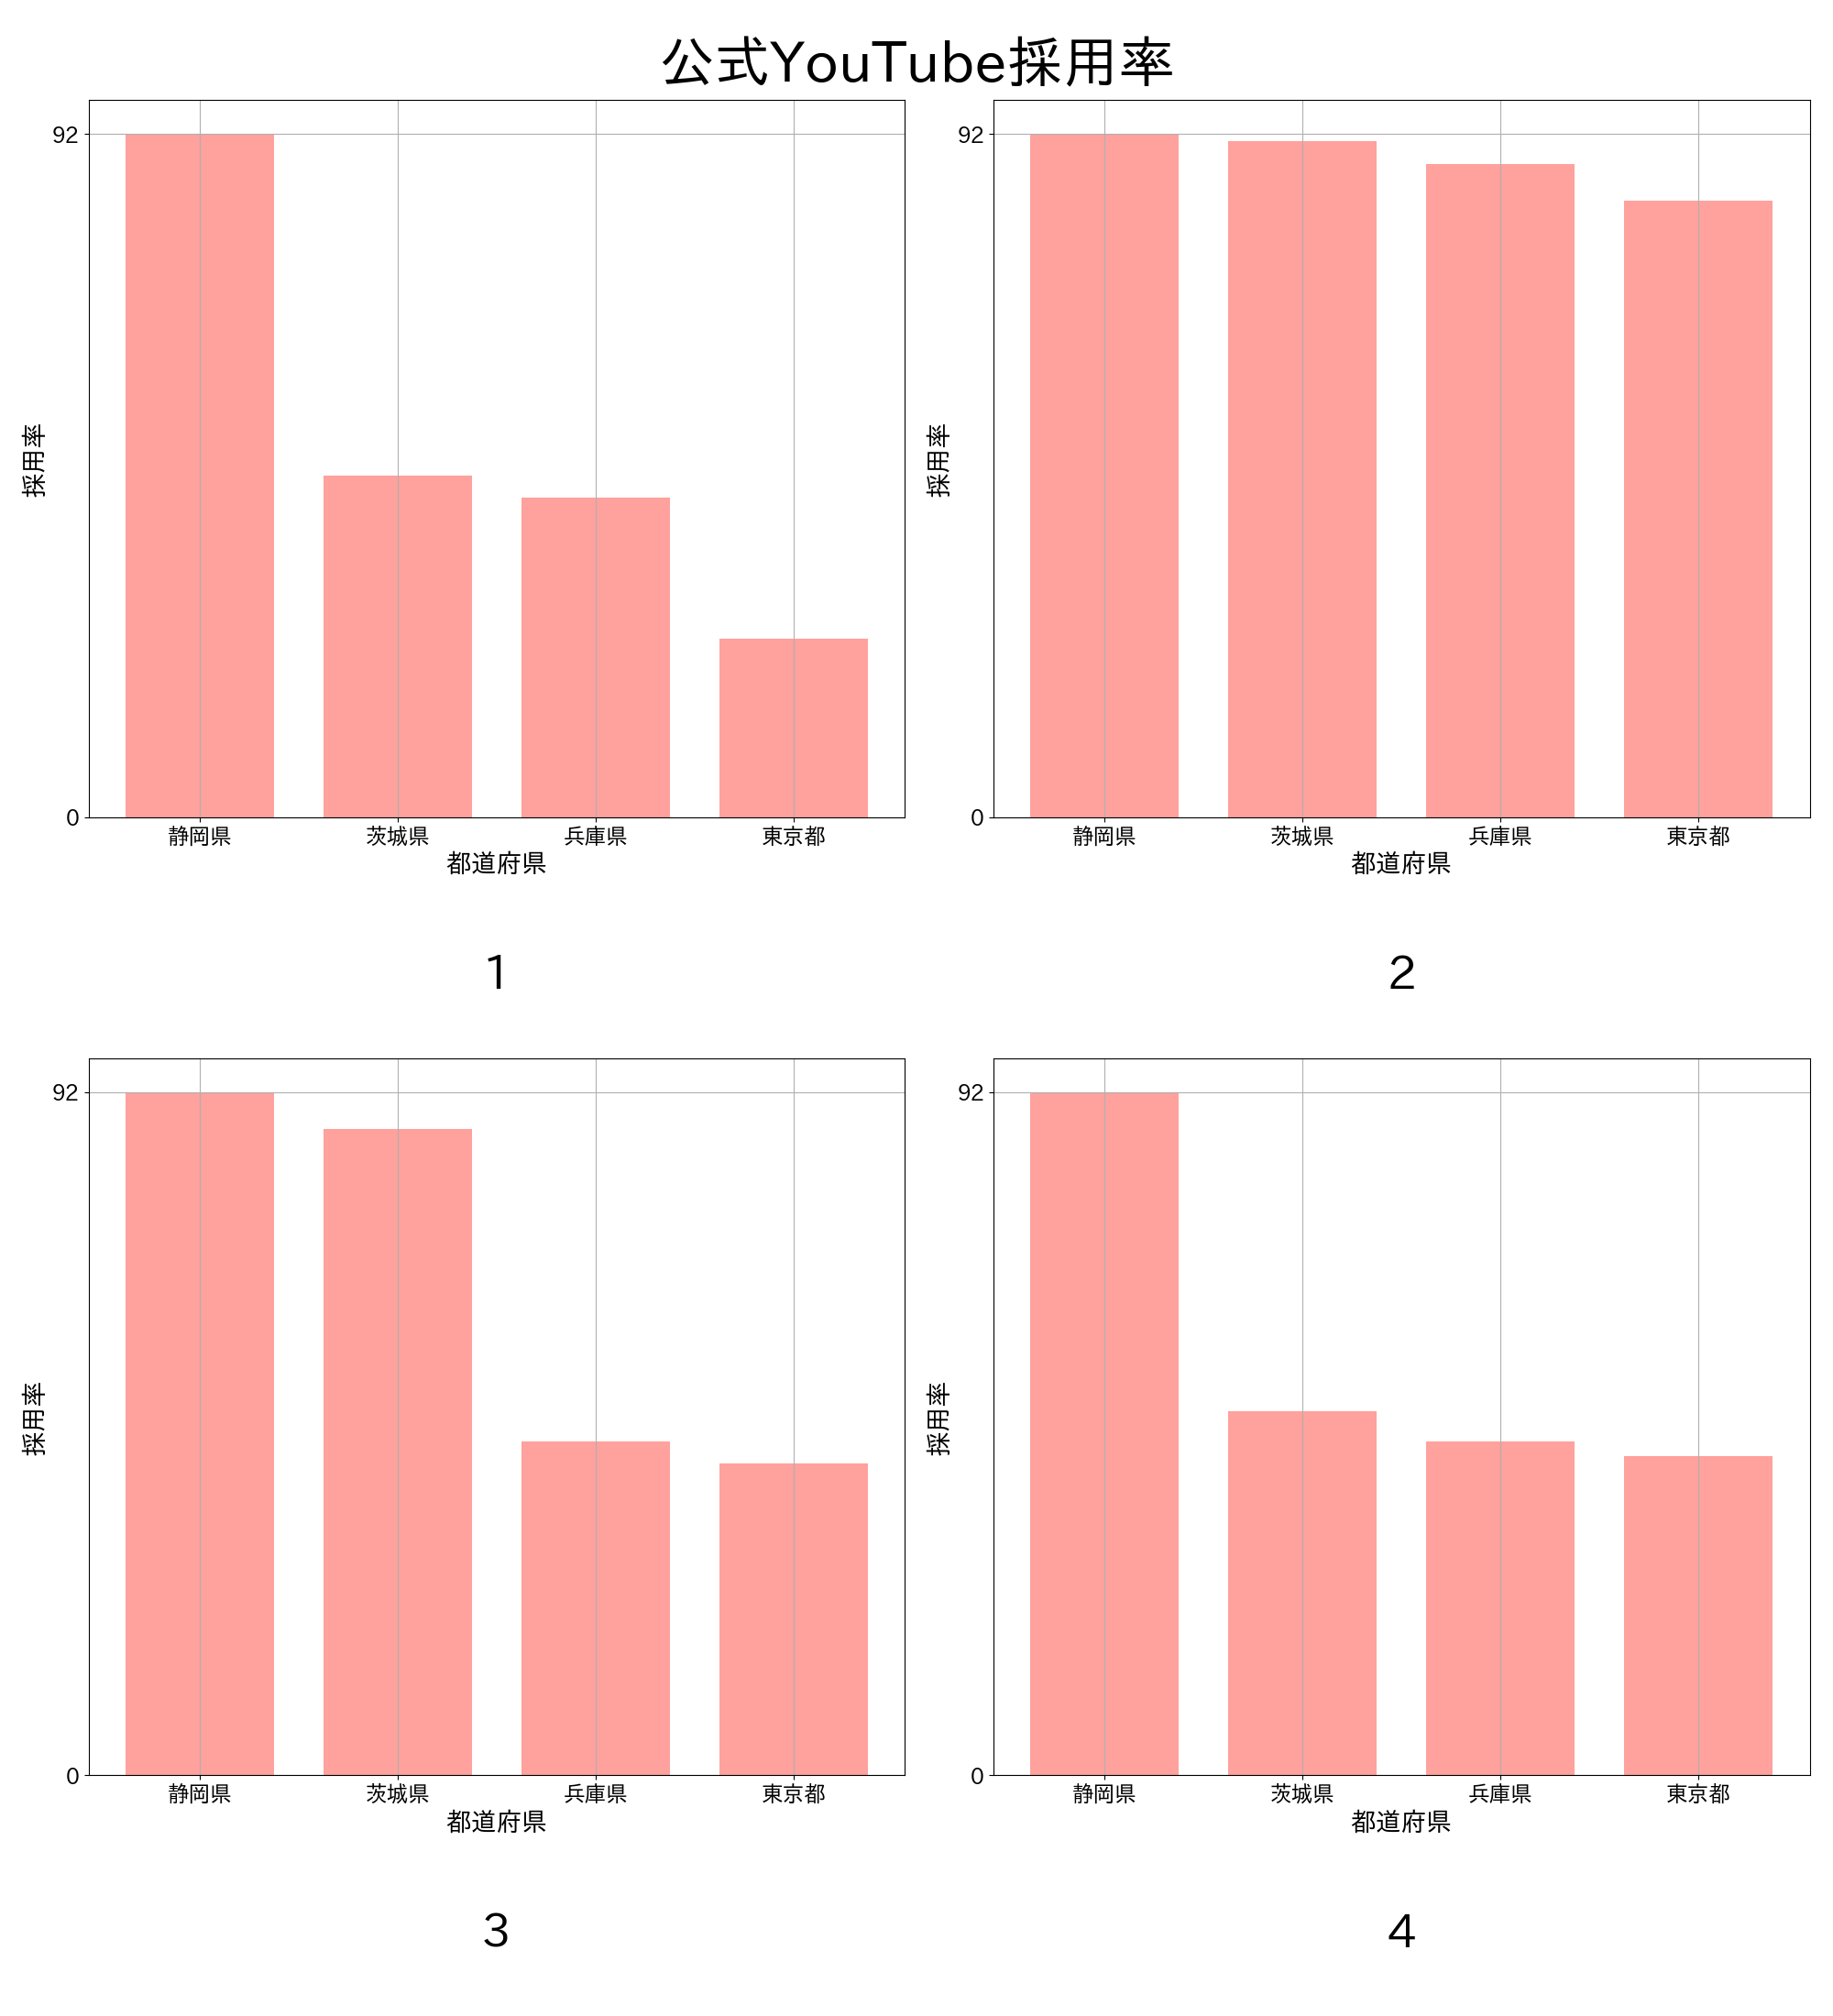 公式YouTube採用率
92
採用率
0
静岡県 茨城県 兵庫県 東京都
都道府県
1
92
採用率
0
静岡県 茨城県 兵庫県 東京都
都道府県
2
92
採用率
0
静岡県 茨城県 兵庫県 東京都
都道府県
3
92
採用率
0
静岡県 茨城県 兵庫県 東京都
都道府県
4